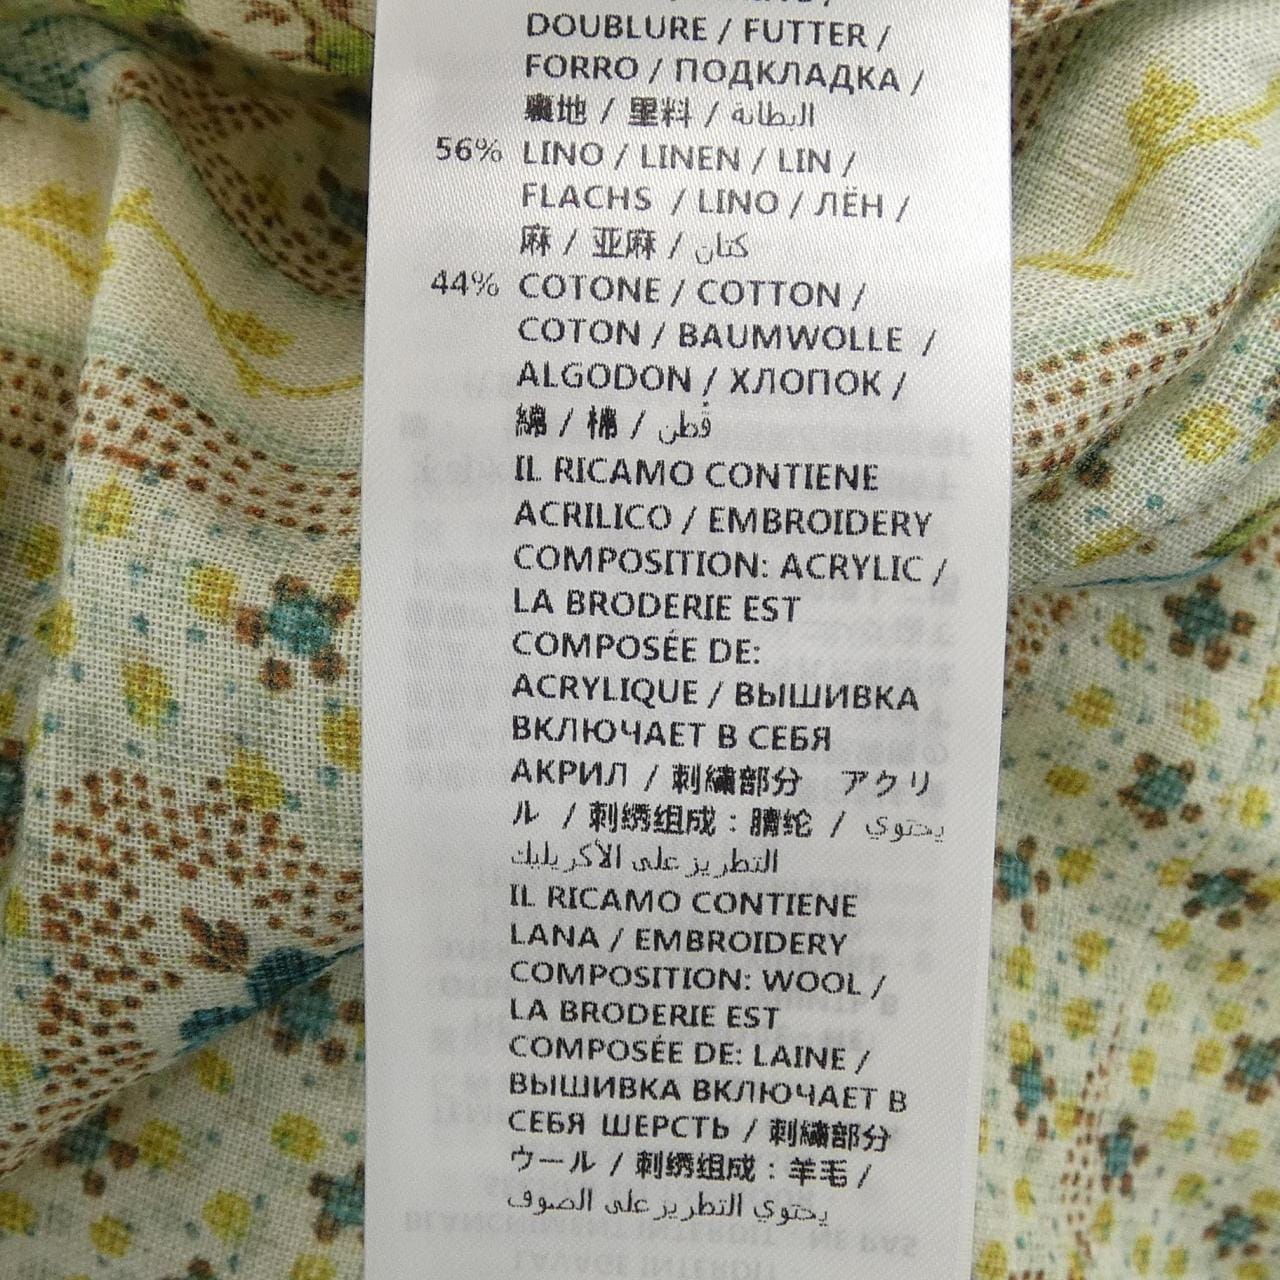 DOUBLURE / FUTTER /
FORRO / ПОДКЛАДКА /
裏地 / 里料 / البطانة
56% LINO / LINEN / LIN /
FLACHS / LINO / ЛЁН /
麻 / 亚麻 / كتان
44% COTONE / COTTON /
COTON / BAUMWOLLE /
ALGODON / ХЛОПОК /
綿 / 棉 / قُطن
IL RICAMO CONTIENE
ACRILICO / EMBROIDERY
COMPOSITION: ACRYLIC /
LA BRODERIE EST
COMPOSÉE DE:
ACRYLIQUE / ВЫШИВКА
ВКЛЮЧАЕТ В СЕБЯ
АКРИЛ / 刺繍部分 アクリ
ル / 刺绣组成：腈纶 / يحتوي
التطريز على الأكريليك
IL RICAMO CONTIENE
LANA / EMBROIDERY
COMPOSITION: WOOL /
LA BRODERIE EST
COMPOSÉE DE: LAINE /
ВЫШИВКА ВКЛЮЧАЕТ В
СЕБЯ ШЕРСТЬ / 刺繍部分
ウール / 刺绣组成：羊毛 /
يحتوي التطريز على الصوف